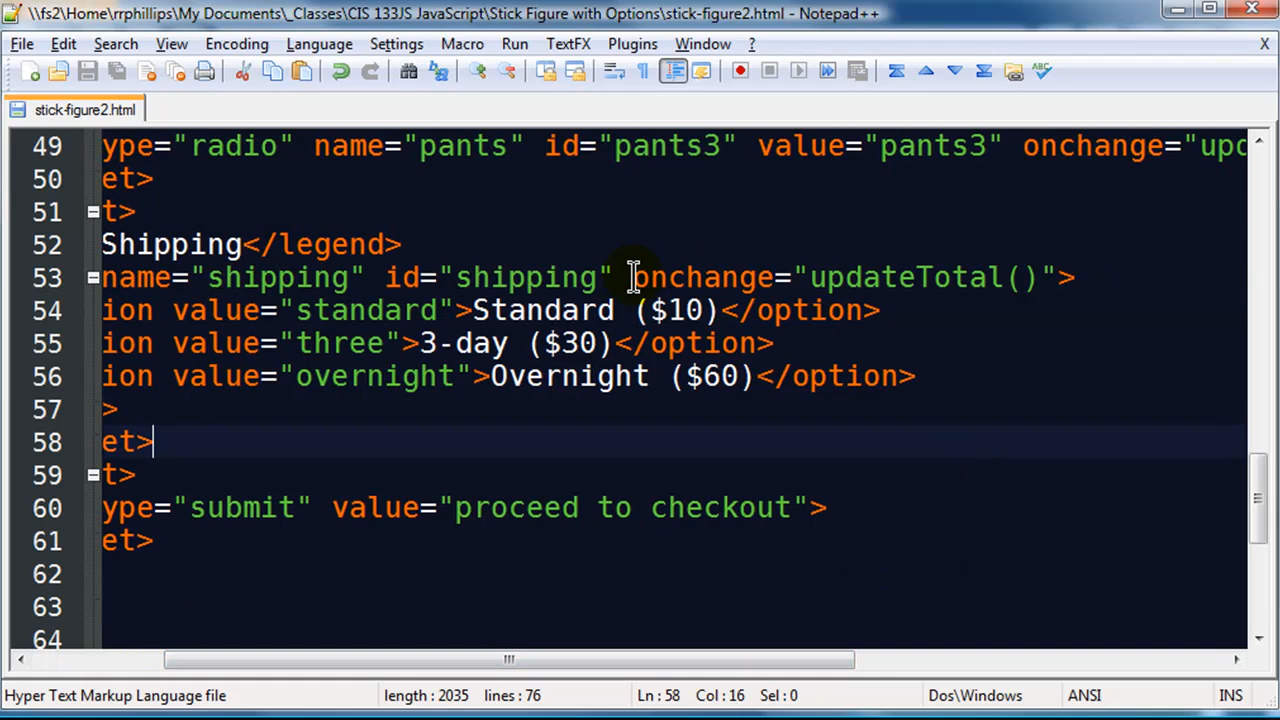 \\fs2\Home\rrphillips\My Documents\_Classes\CIS 133JS JavaScript\Stick Figure with Options\stick-figure2.html - Notepad++
File Edit Search View Encoding Language Settings Macro Run TextFX Plugins Window ? X
stick-figure2.html
49 ype="radio" name="pants" id="pants3" value="pants3" onchange="upd
50 et>
51 t>
52 Shipping</legend>
53 name="shipping" id="shipping" onchange="updateTotal()">
54 ion value="standard">Standard ($10)</option>
55 ion value="three">3-day ($30)</option>
56 ion value="overnight">Overnight ($60)</option>
57 >
58 et>
59 t>
60 ype="submit" value="proceed to checkout">
61 et>
62
63
64
Hyper Text Markup Language file length : 2035 lines : 76 Ln : 58 Col : 16 Sel : 0 Dos\Windows ANSI INS